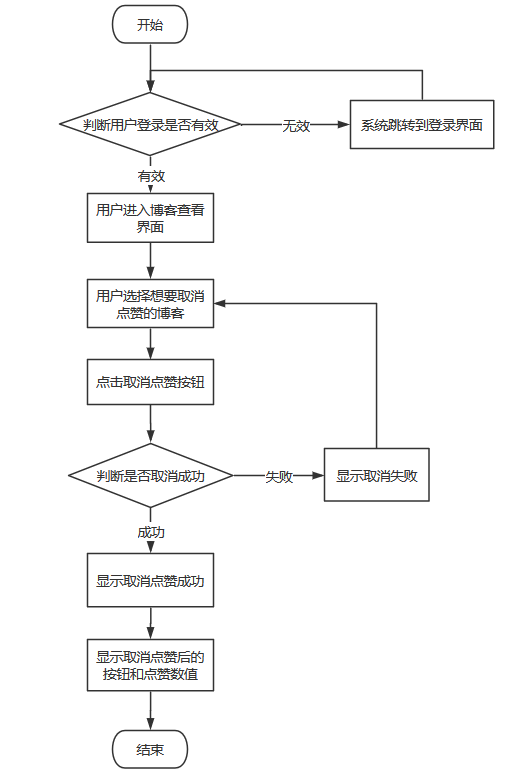 开始
判断用户登录是否有效
无效
系统跳转到登录界面
有效
用户进入博客查看
界面
用户选择想要取消
点赞的博客
点击取消点赞按钮
判断是否取消成功
失败
显示取消失败
成功
显示取消点赞成功
显示取消点赞后的
按钮和点赞数值
结束